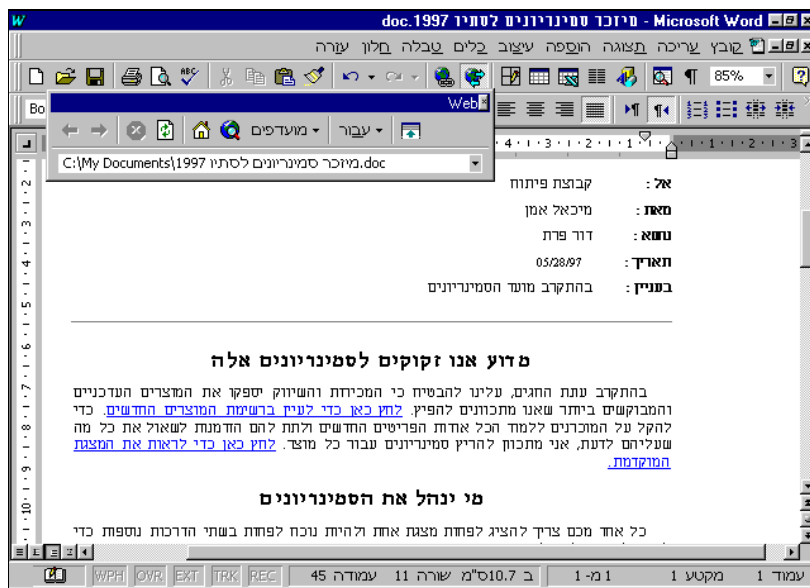 Microsoft Word - מיזכר סמינריונים לסתיו 1997.doc
קובץ עריכה תצוגה הוספה עיצוב כלים טבלה חלון עזרה
85%
Bo
Web
מועדפים עבור
C:\My Documents\1997 מיזכר סמינריונים לסתיו.doc
אל: קבוצת פיתוח
מאת: מיכאל אמן
נושא: דוד פרת
תאריך: 05/28/97
בעניין: בהתקרב מועד הסמינריונים
מדוע אנו זקוקים לסמינריונים אלה
בהתקרב עתת החגים, עלינו להבטיח כי המכירות והשיווק יספקו את המוצרים העדכניים
והמבוקשים ביותר שאנו מתכוונים להפיץ. לחץ כאן כדי לעיין ברשימת המוצרים החדשים. כדי
להקל על המוכרנים ללמוד הכל אודות הפריטים החדשים ולתת להם הזדמנות לשאול את כל מה
שעליהם לדעת, אני מתכוון להריץ סמינריונים עבור כל מוצר. לחץ כאן כדי לראות את המצגת
המוקדמת.
מי ינהל את הסמינריונים
כל אחד מכם צריך להציג לפחות מצגת אחת ולהיות נוכח לפחות בשתי הדרכות נוספות כדי
עמוד 1 מקטע 1 1 מ- 1 ב 10.7ס"מ שורה 11 עמודה 45 REC TRK EXT OVR WPH